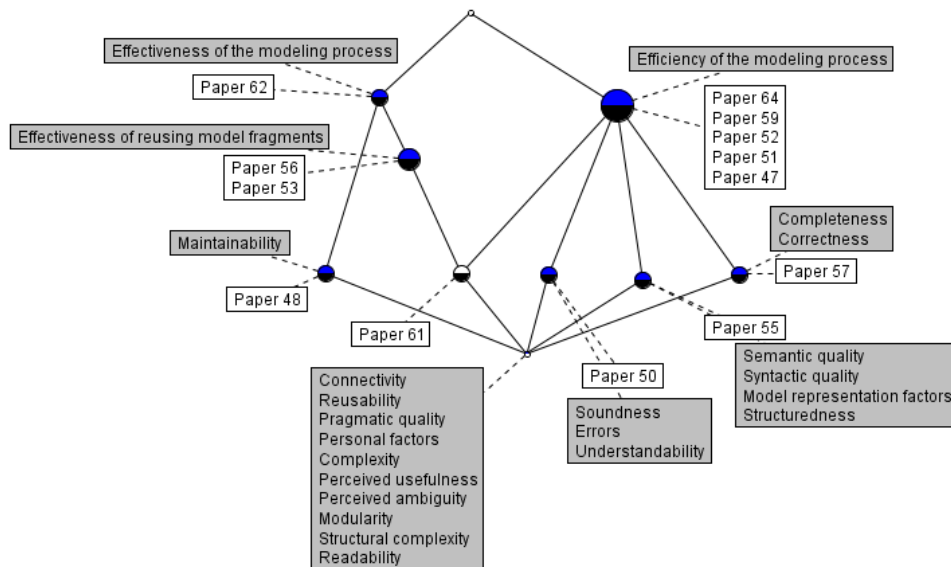 Effectiveness of the modeling process
Paper 62
Efficiency of the modeling process
Paper 64
Paper 59
Paper 52
Paper 51
Paper 47
Effectiveness of reusing model fragments
Paper 56
Paper 53
Maintainability
Paper 48
Completeness
Correctness
Paper 57
Paper 61
Paper 55
Paper 50
Semantic quality
Syntactic quality
Model representation factors
Structuredness
Connectivity
Reusability
Pragmatic quality
Personal factors
Complexity
Perceived usefulness
Perceived ambiguity
Modularity
Structural complexity
Readability
Soundness
Errors
Understandability